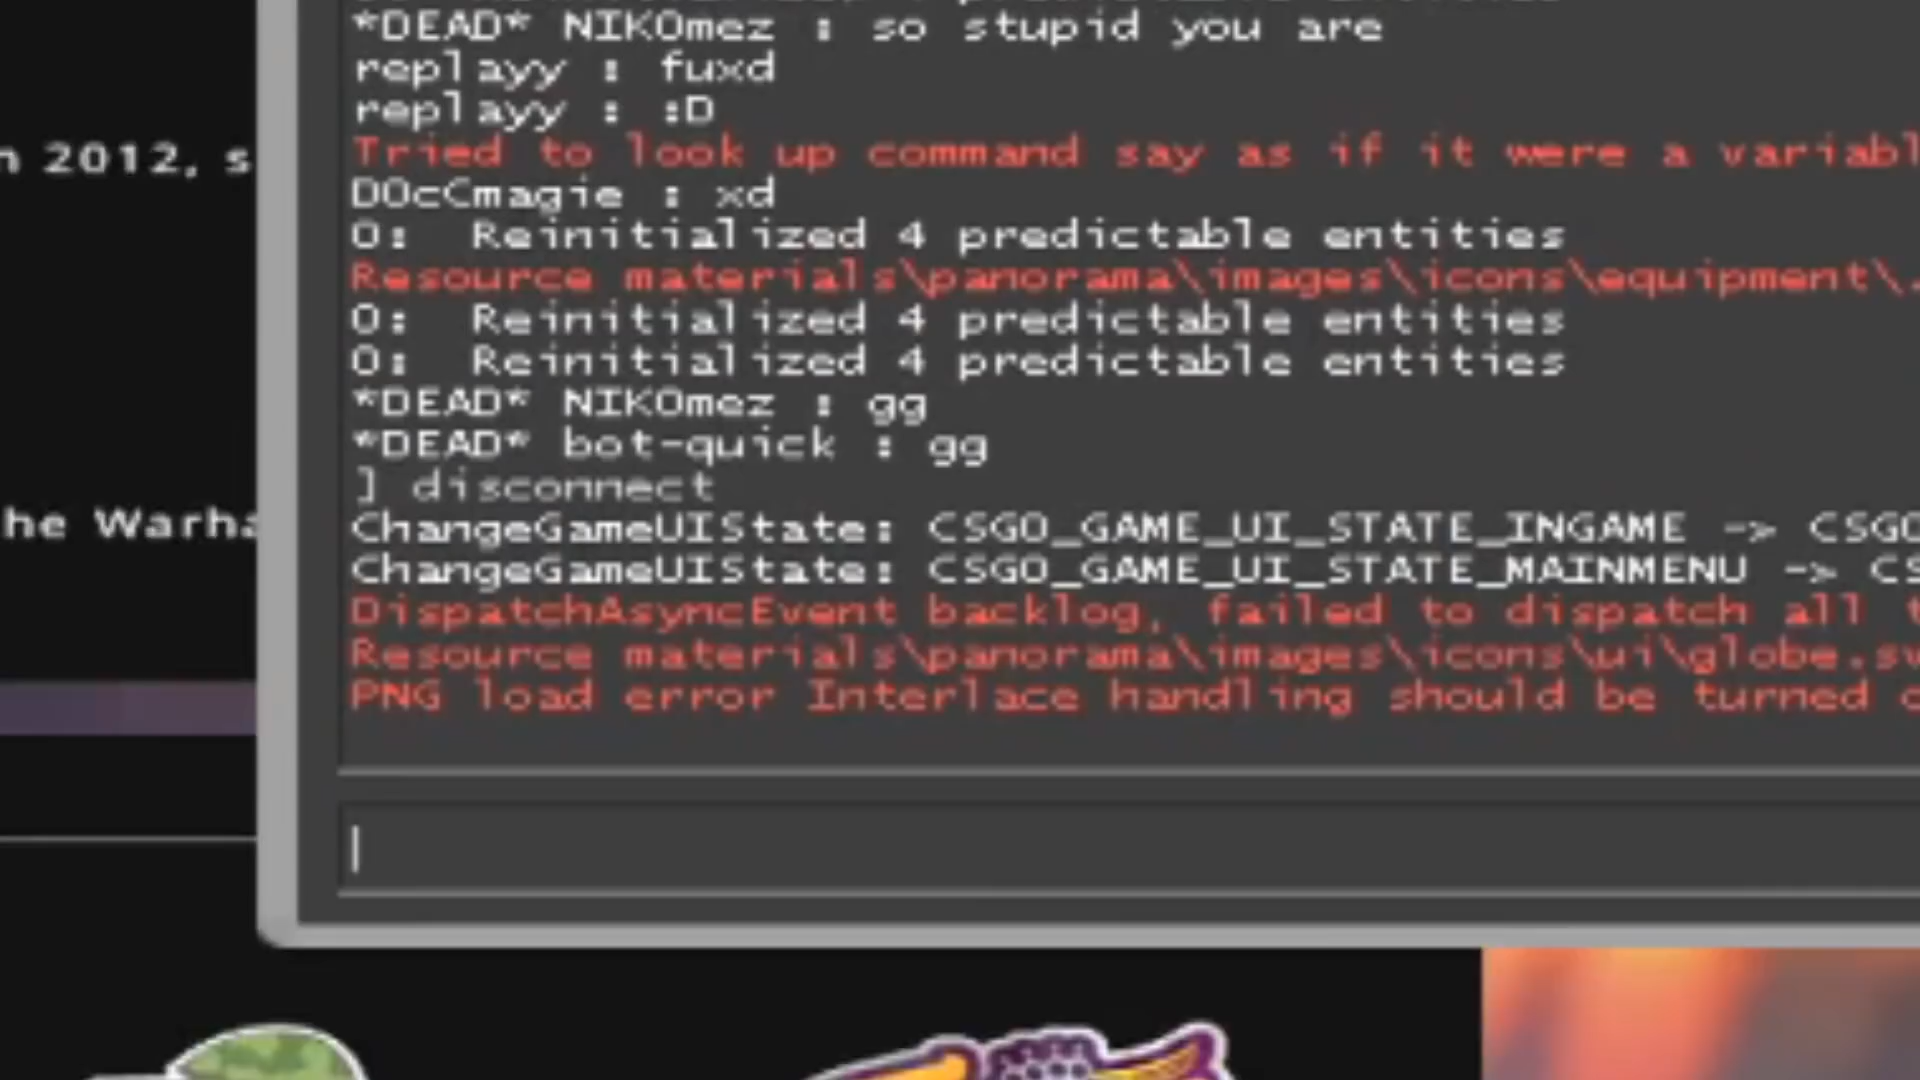 *DEAD* NIKOmez : so stupid you are
replayy : fuxd
replayy : :D
n 2012, s
Tried to look up command say as if it were a variabl
DOcCmagie : xd
0: Reinitialized 4 predictable entities
Resource materials\panorama\images\icons\equipment\.
0: Reinitialized 4 predictable entities
0: Reinitialized 4 predictable entities
*DEAD* NIKOmez : gg
*DEAD* bot-quick : gg
] disconnect
he Warha
ChangeGameUIState: CSGO_GAME_UI_STATE_INGAME -> CSGO
ChangeGameUIState: CSGO_GAME_UI_STATE_MAINMENU -> CS
DispatchAsyncEvent backlog, failed to dispatch all t
Resource materials\panorama\images\icons\ui\globe.sv
PNG load error Interlace handling should be turned o